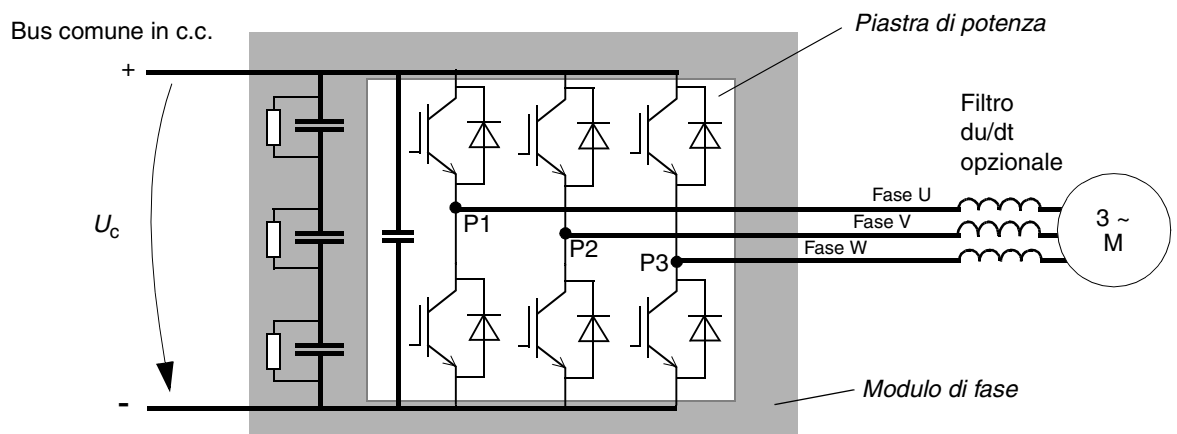 Piastra di potenza
Bus comune in c.c.
+
Filtro
du/dt
opzionale
Fase U
P1
Fase V
P2
Fase W
P3
3 ~
M
Uc
Modulo di fase
-